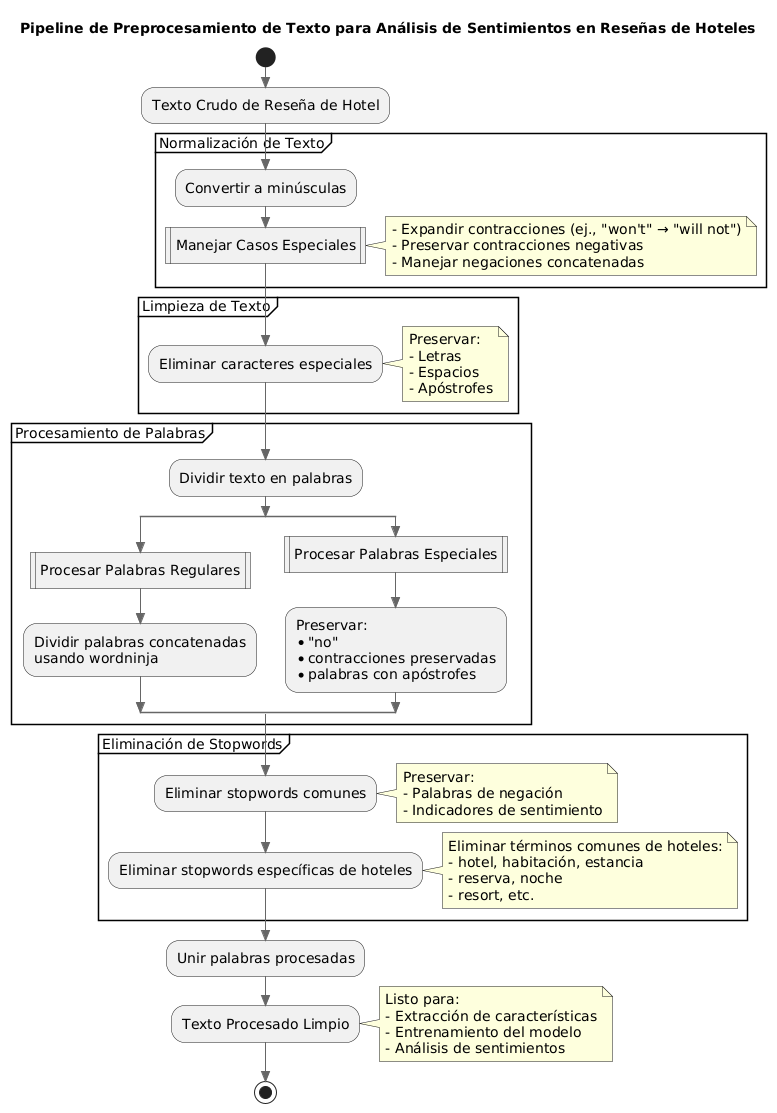 Pipeline de Preprocesamiento de Texto para Análisis de Sentimientos en Reseñas de Hoteles
Texto Crudo de Reseña de Hotel
Normalización de Texto
Convertir a minúsculas
Manejar Casos Especiales
- Expandir contracciones (ej., "won't" → "will not")
- Preservar contracciones negativas
- Manejar negaciones concatenadas
Limpieza de Texto
Eliminar caracteres especiales
Preservar:
- Letras
- Espacios
- Apóstrofes
Procesamiento de Palabras
Dividir texto en palabras
Procesar Palabras Regulares
Dividir palabras concatenadas
usando wordninja
Procesar Palabras Especiales
Preservar:
• "no"
• contracciones preservadas
• palabras con apóstrofes
Eliminación de Stopwords
Eliminar stopwords comunes
Preservar:
- Palabras de negación
- Indicadores de sentimiento
Eliminar stopwords específicas de hoteles
Eliminar términos comunes de hoteles:
- hotel, habitación, estancia
- reserva, noche
- resort, etc.
Unir palabras procesadas
Texto Procesado Limpio
Listo para:
- Extracción de características
- Entrenamiento del modelo
- Análisis de sentimientos